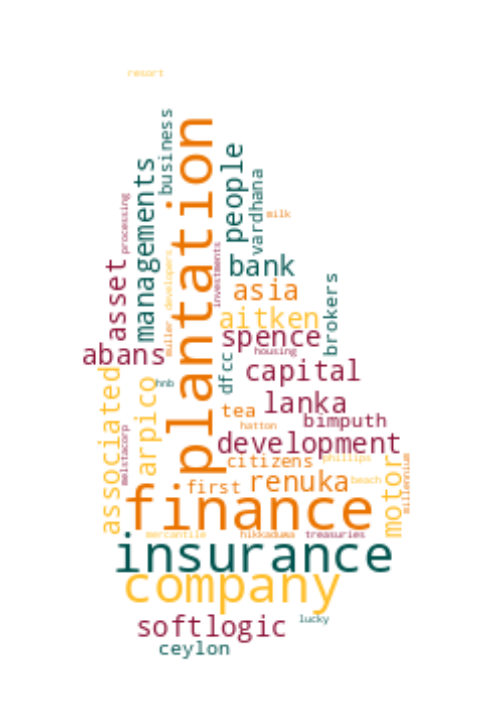 resort
business
plantation
people
managements
vardhana
processing
milk
investments
developers
muller
asset
bank
asia
brokers
aitken
spence
abans
housing
capital
dfcc
hnb
associated
arpico
tea
lanka
bimputh
hatton
melstacorp
development
citizens
phillips
motor
millennium
first
renuka
beach
finance
mercantile
hikkaduwa
treasuries
insurance
company
softlogic
lucky
ceylon